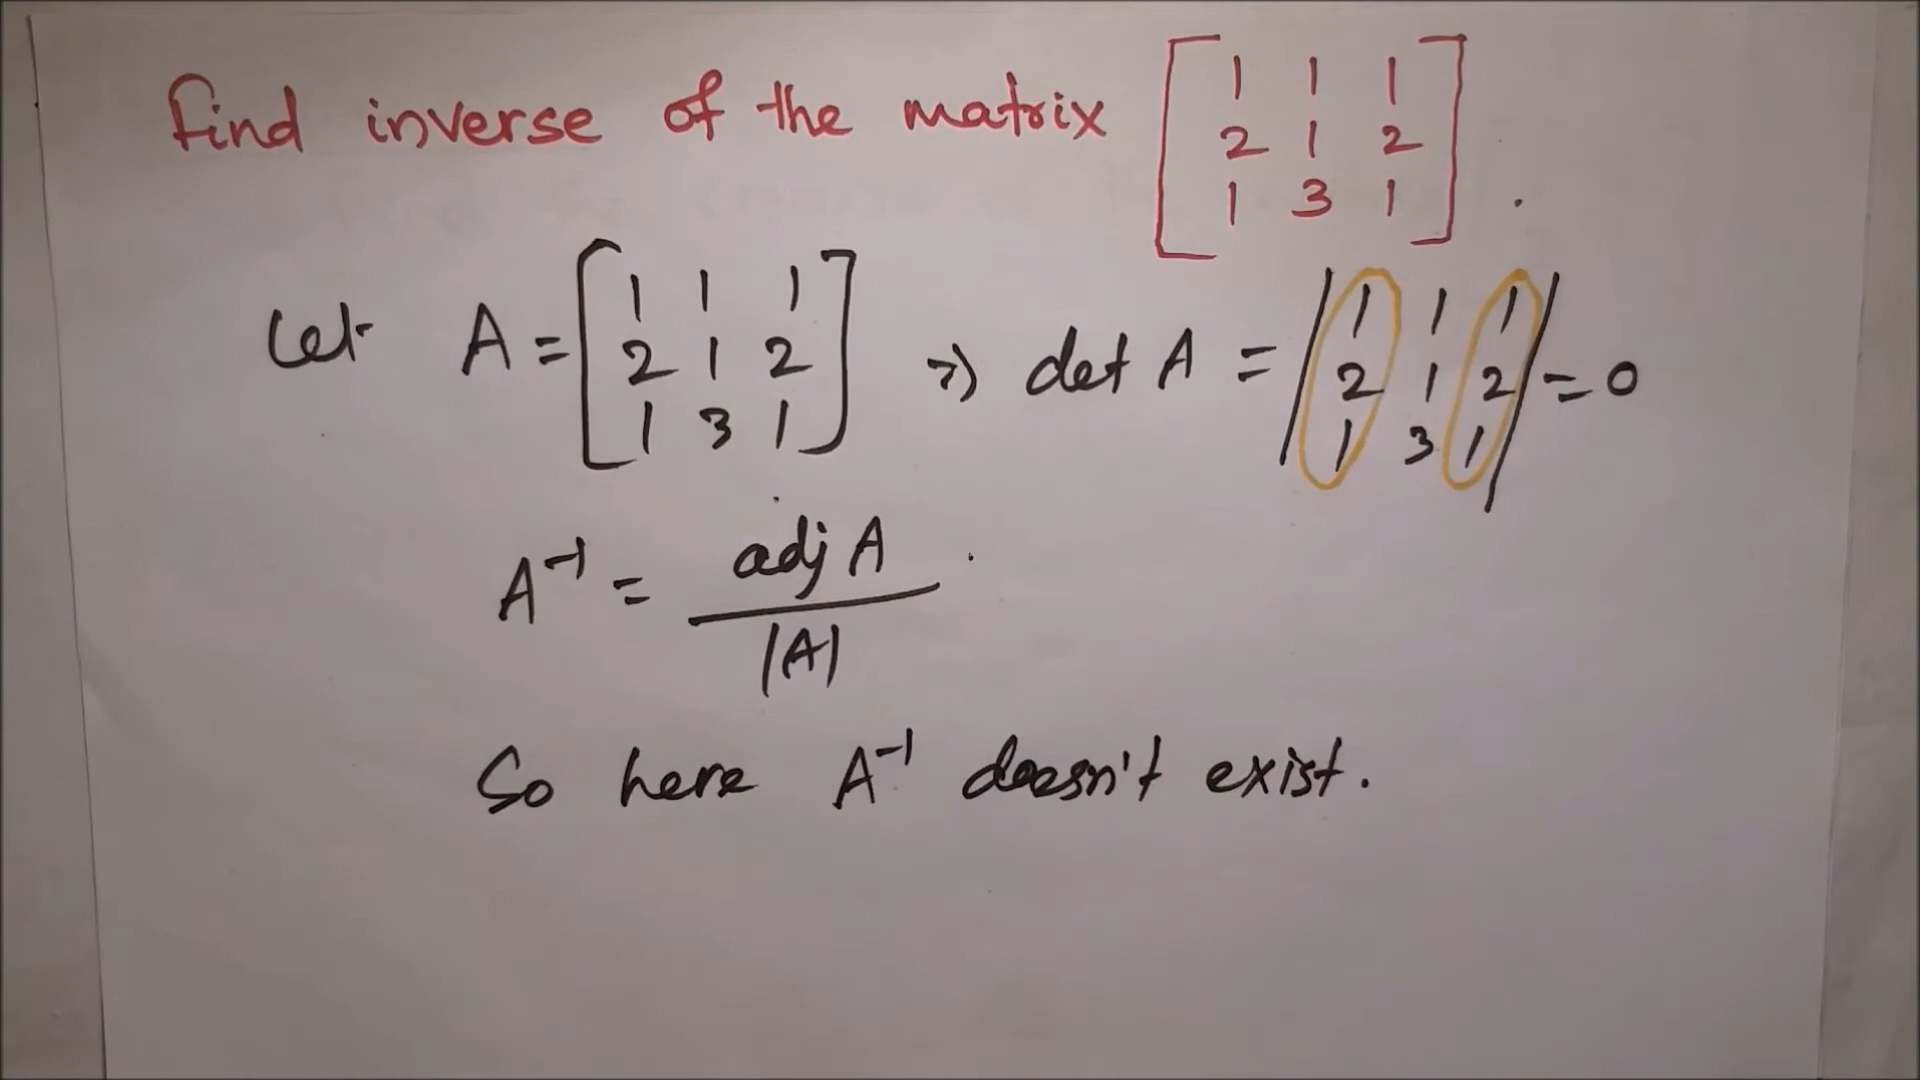 find inverse of the matrix [1 1 1
2 1 2
1 3 1].
Let A = [1 1 1
2 1 2
1 3 1] => det A = |1 1 1
2 1 2
1 3 1| = 0
A⁻¹ = adj A / |A|
So here A⁻¹ doesn't exist.